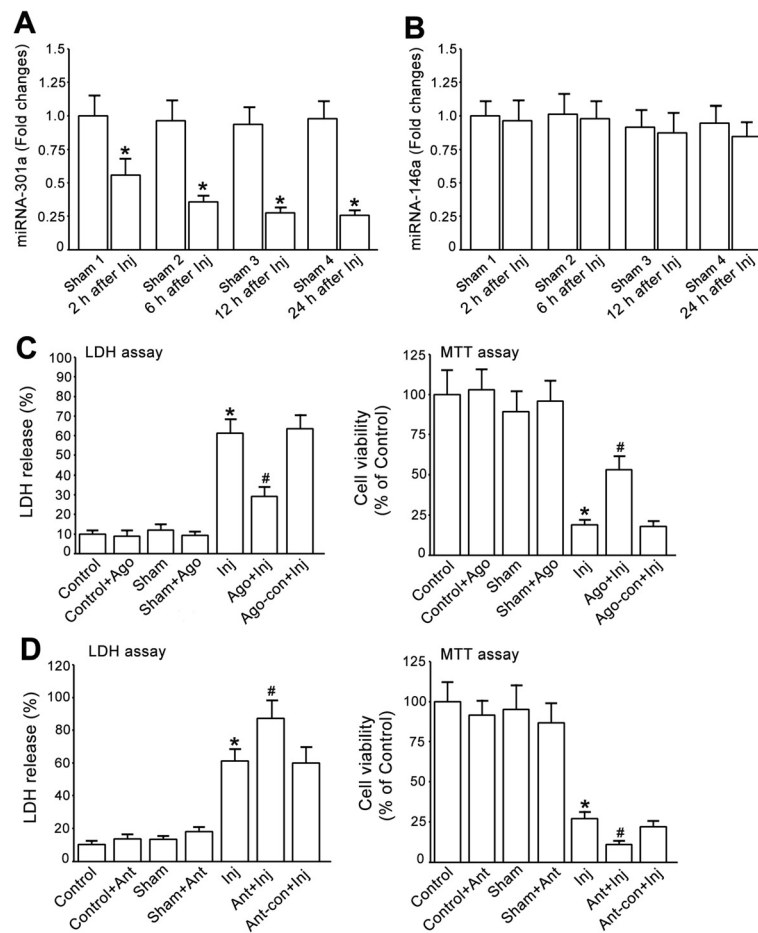 A
miRNA-301a (Fold changes)
1.5
1.25
1.0
0.75
0.5
0.25
0
*
*
*
*
Sham 1
2 h after Inj
Sham 2
6 h after Inj
Sham 3
12 h after Inj
Sham 4
24 h after Inj
B
miRNA-146a (Fold changes)
1.5
1.25
1.0
0.75
0.5
0.25
0
Sham 1
2 h after Inj
Sham 2
6 h after Inj
Sham 3
12 h after Inj
Sham 4
24 h after Inj
C
LDH assay
LDH release (%)
100
90
80
70
60
50
40
30
20
10
0
*
#
Control
Control+Ago
Sham
Sham+Ago
Inj
Ago+Inj
Ago-con+Inj
MTT assay
Cell viability
(% of Control)
125
100
75
50
25
0
*
#
Control
Control+Ago
Sham
Sham+Ago
Inj
Ago+Inj
Ago-con+Inj
D
LDH assay
LDH release (%)
120
100
80
60
40
20
0
*
#
Control
Control+Ant
Sham
Sham+Ant
Inj
Ant+Inj
Ant-con+Inj
MTT assay
Cell viability
(% of Control)
125
100
75
50
25
0
*
#
Control
Control+Ant
Sham
Sham+Ant
Inj
Ant+Inj
Ant-con+Inj